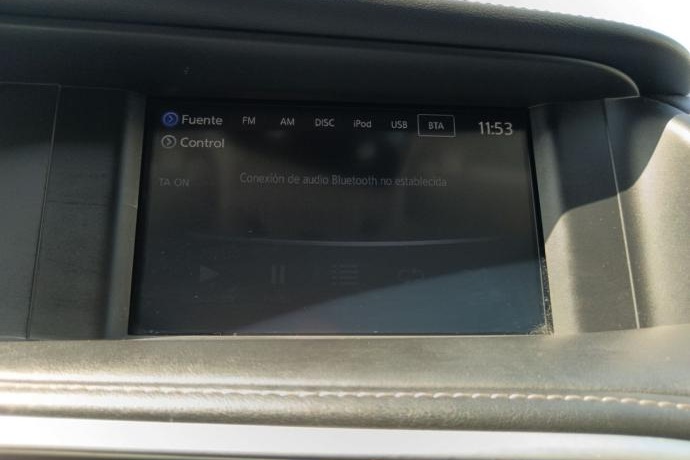 Fuente FM AM DISC iPod USB BTA 11:53
Control
TA ON Conexión de audio Bluetooth no establecida